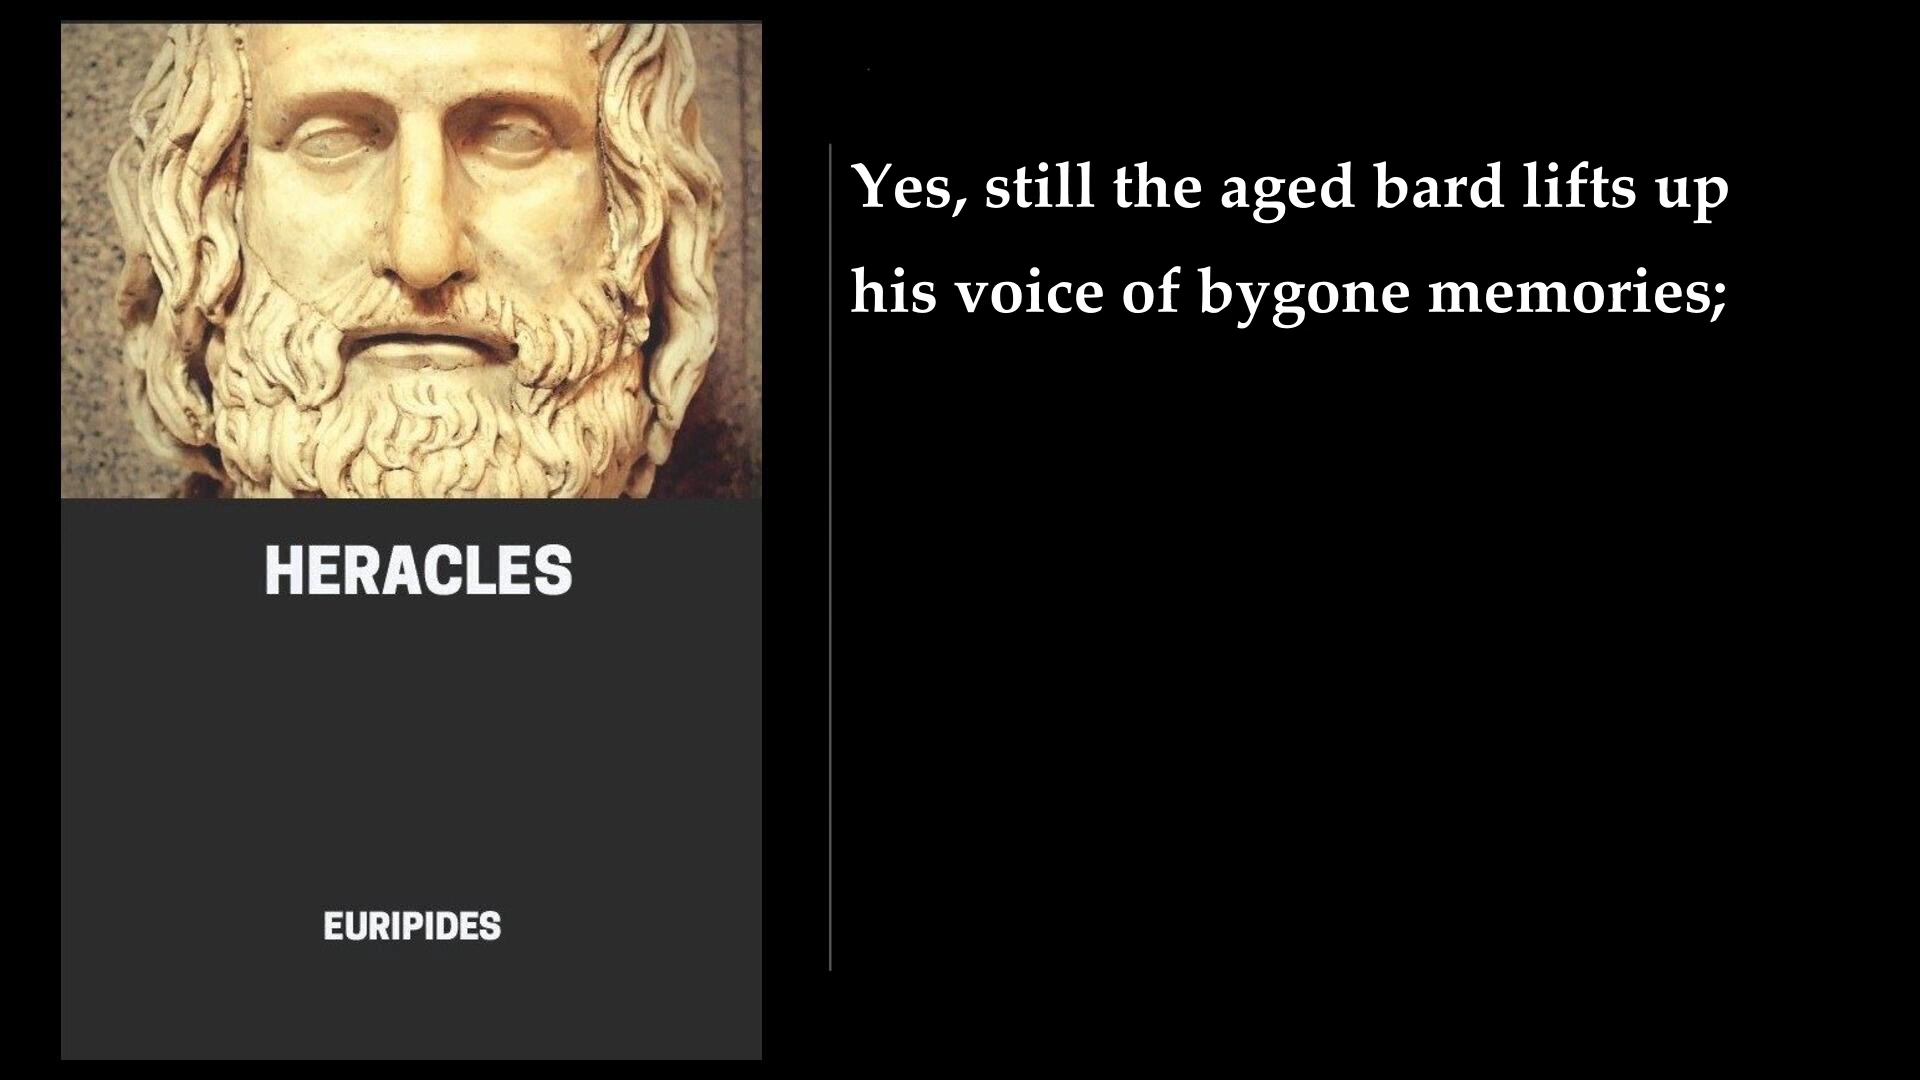 HERACLES
EURIPIDES
Yes, still the aged bard lifts up
his voice of bygone memories;